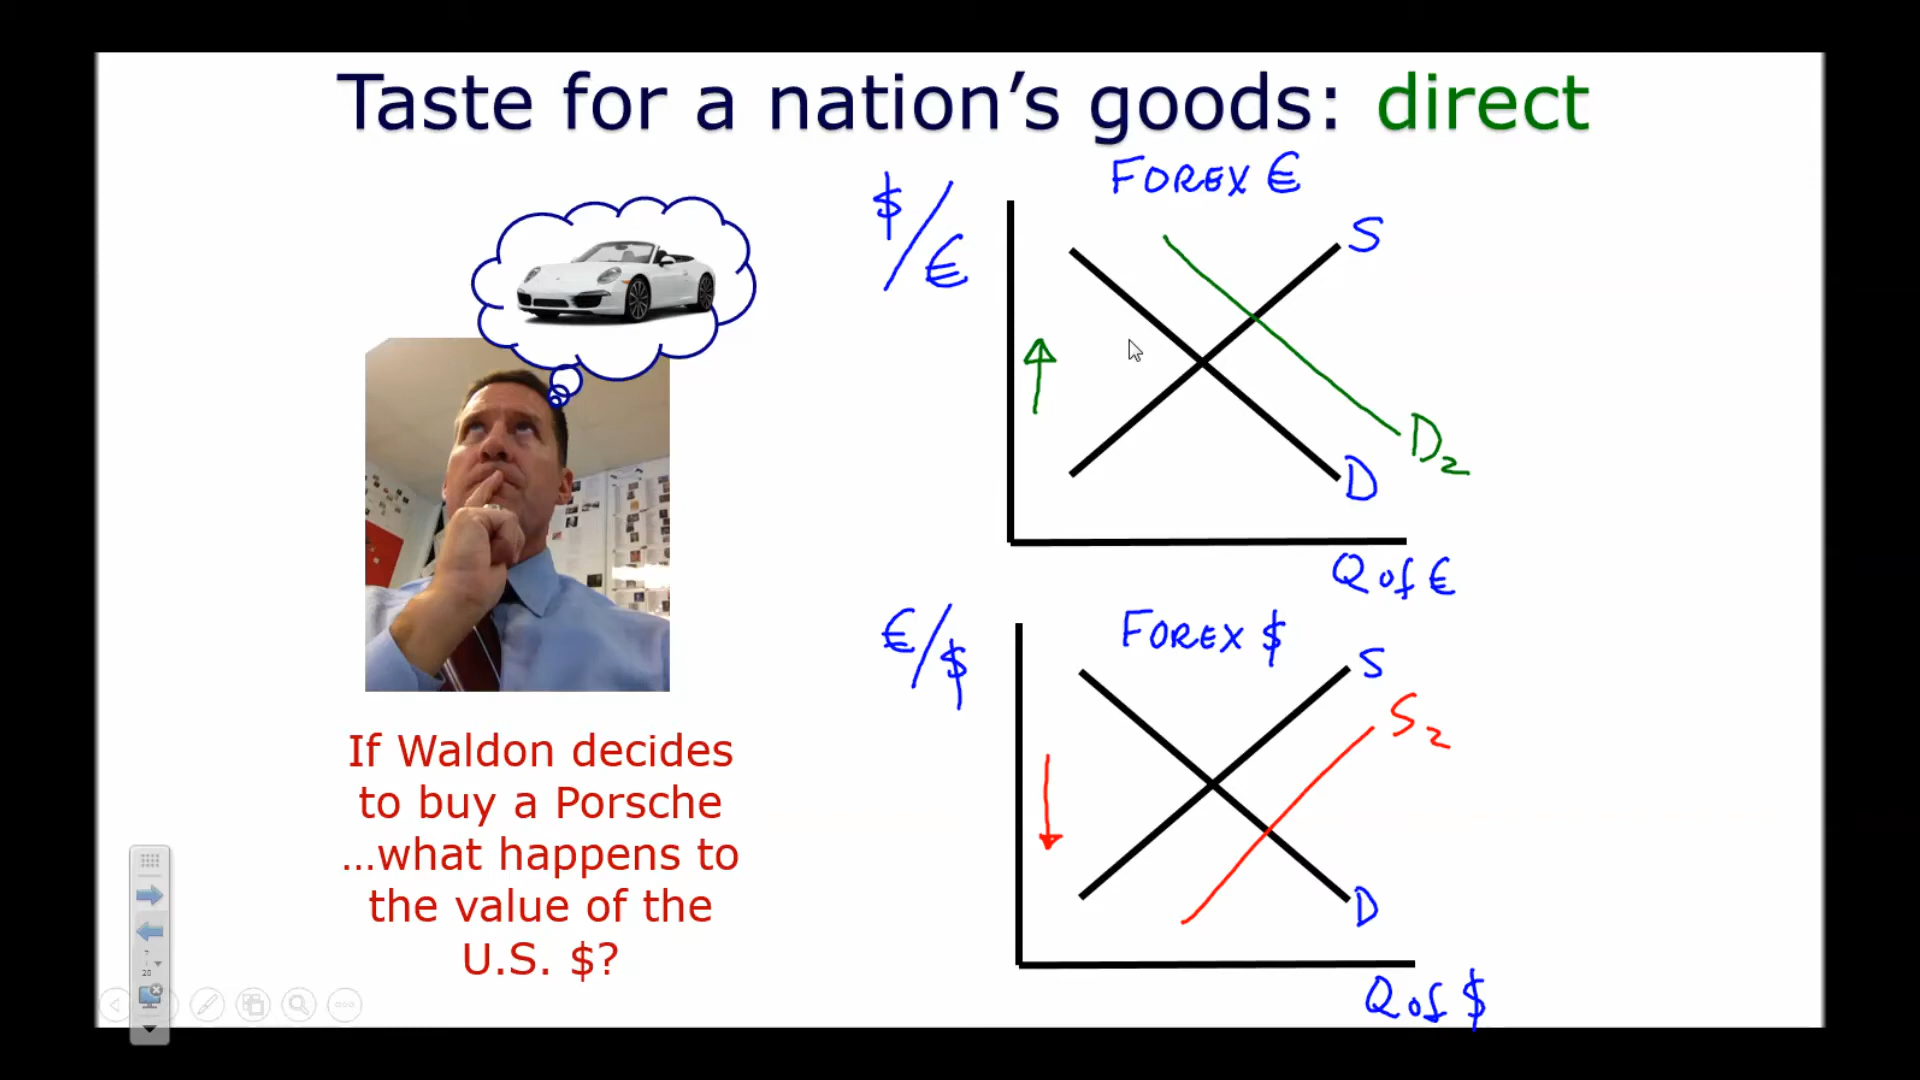 Taste for a nation's goods: direct
FOREX €
$/€
S
D2
D
Q of €
If Waldon decides
to buy a Porsche
...what happens to
the value of the
U.S. $?
FOREX $
€/$
S
S2
D
Q of $